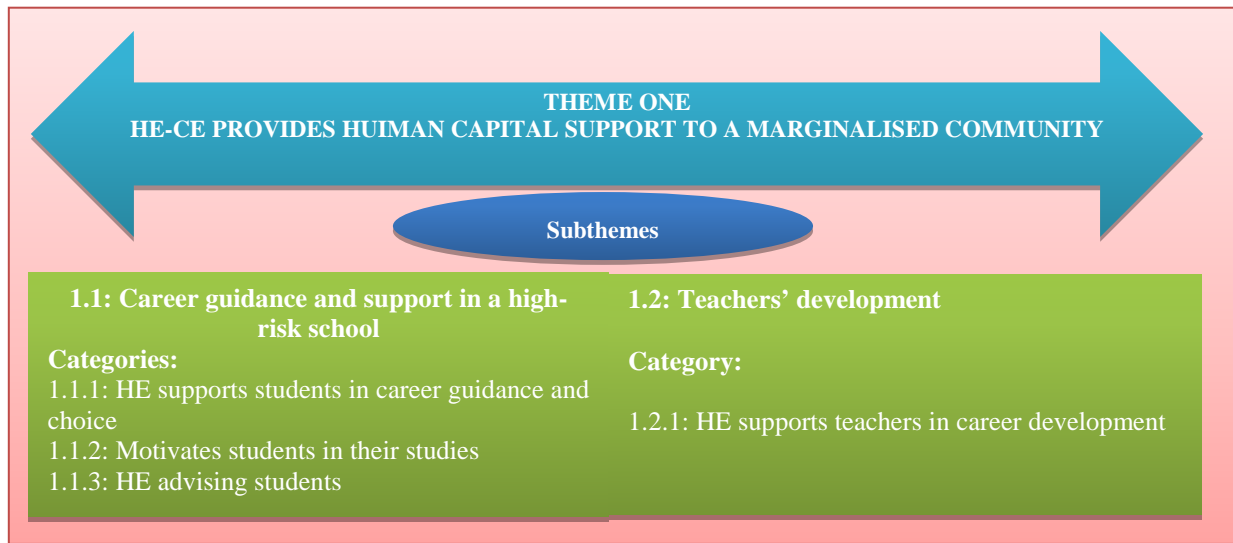 THEME ONE
HE-CE PROVIDES HUIMAN CAPITAL SUPPORT TO A MARGINALISED COMMUNITY
Subthemes
1.1: Career guidance and support in a high-
risk school
Categories:
1.1.1: HE supports students in career guidance and
choice
1.1.2: Motivates students in their studies
1.1.3: HE advising students
1.2: Teachers’ development
Category:
1.2.1: HE supports teachers in career development